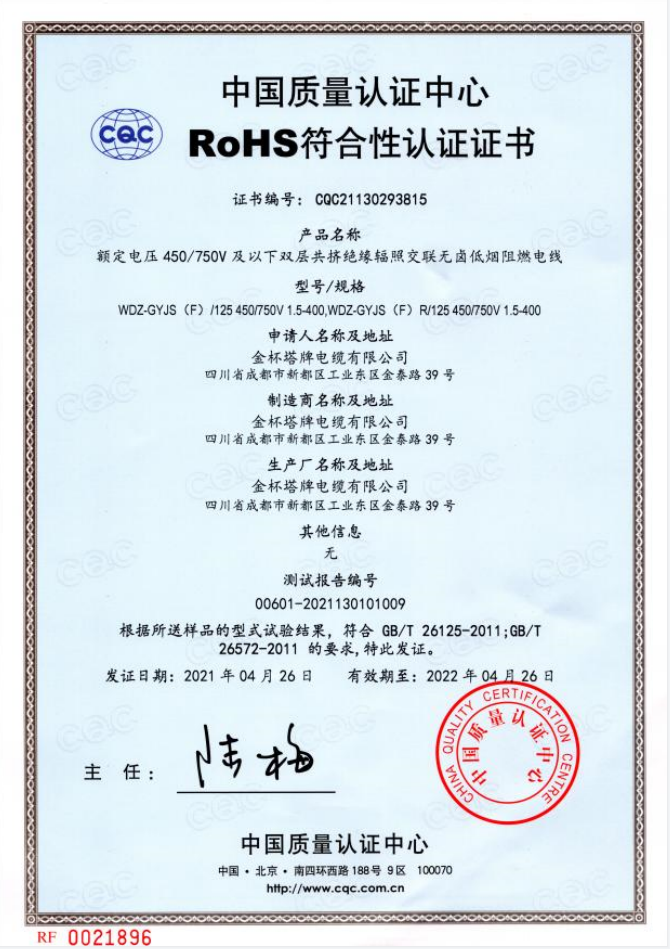 中国质量认证中心
CQC
RoHS符合性认证证书
证书编号：CQC21130293815
产品名称
额定电压 450/750V 及以下双层共挤绝缘辐照交联无卤低烟阻燃电线
型号/规格
WDZ-GYJS（F）/125 450/750V 1.5-400,WDZ-GYJS（F）R/125 450/750V 1.5-400
申请人名称及地址
金杯塔牌电缆有限公司
四川省成都市新都区工业东区金泰路 39 号
制造商名称及地址
金杯塔牌电缆有限公司
四川省成都市新都区工业东区金泰路 39 号
生产厂名称及地址
金杯塔牌电缆有限公司
四川省成都市新都区工业东区金泰路 39 号
其他信息
无
测试报告编号
00601-2021130101009
根据所送样品的型式试验结果，符合 GB/T 26125-2011;GB/T
26572-2011 的要求,特此发证。
发证日期：2021 年 04 月 26 日 有效期至：2022 年 04 月 26 日
主 任： 陆梅
CHINA QUALITY CERTIFICATION CENTRE
中国质量认证中心
中国质量认证中心
中国・北京・南四环西路 188号 9区 100070
http://www.cqc.com.cn
RF 0021896